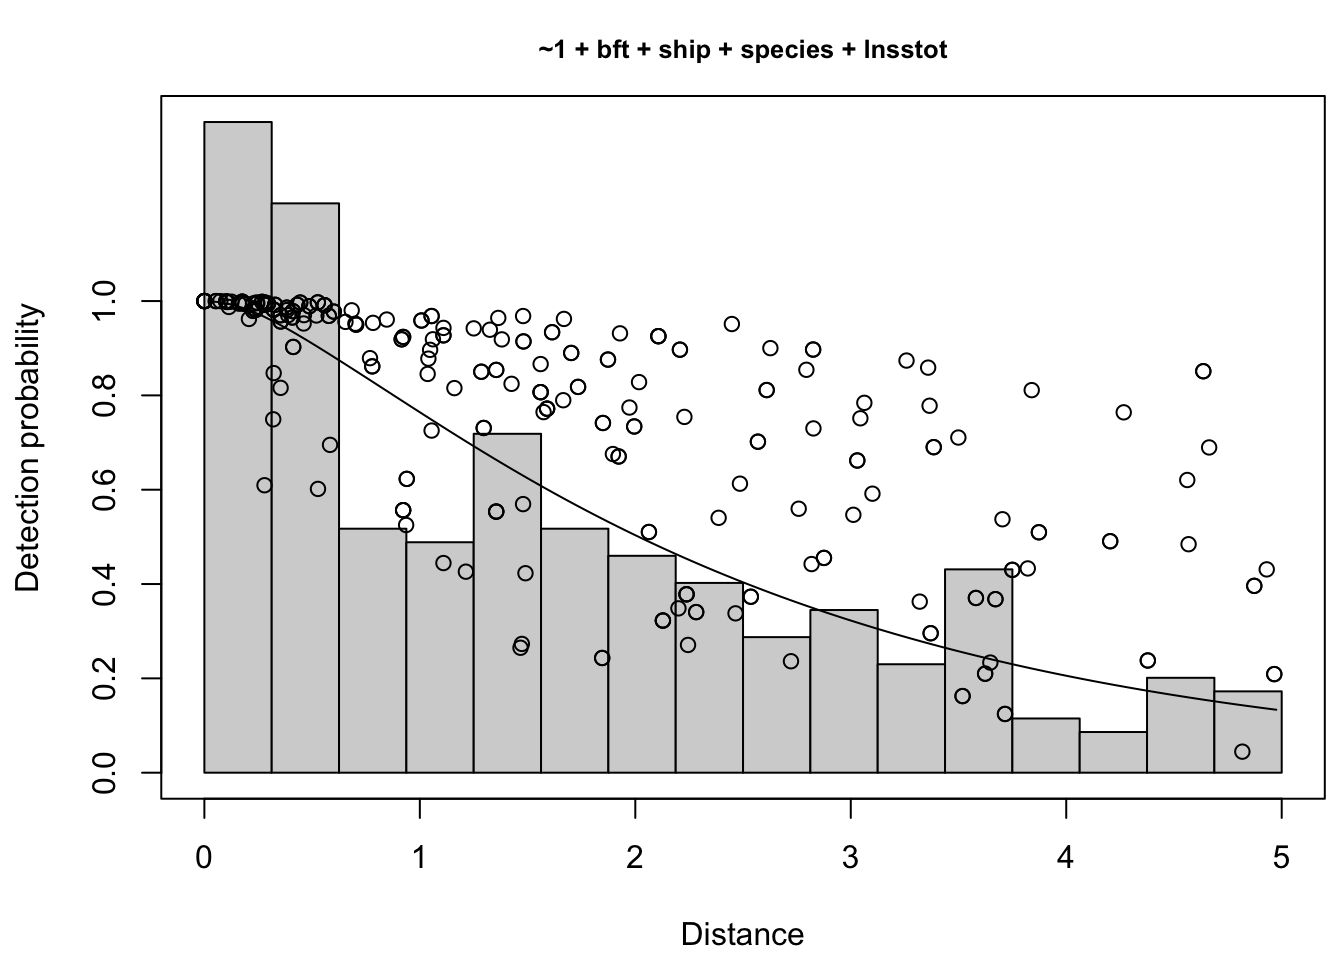 ~1 + bft + ship + species + lnsstot
Detection probability
1.0
0.8
0.6
0.4
0.2
0.0
0 1 2 3 4 5
Distance